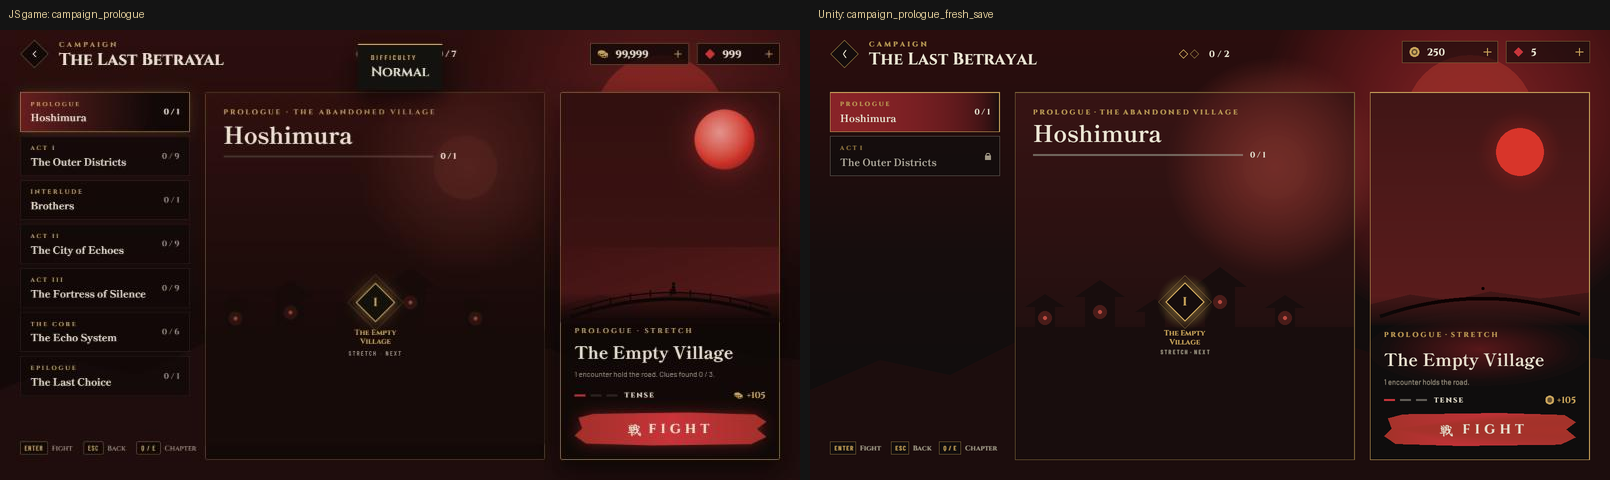 JS game: campaign_prologue
CAMPAIGN
THE LAST BETRAYAL
DIFFICULTY
NORMAL
/ 7
99,999 +
999 +
PROLOGUE
Hoshimura
0/1
ACT I
The Outer Districts
0/9
INTERLUDE
Brothers
0/1
ACT II
The City of Echoes
0/9
ACT III
The Fortress of Silence
0/9
THE CORE
The Echo System
0/6
EPILOGUE
The Last Choice
0/1
PROLOGUE · THE ABANDONED VILLAGE
Hoshimura
0/1
I
THE EMPTY
VILLAGE
STRETCH · NEXT
PROLOGUE · STRETCH
The Empty Village
1 encounter hold the road. Clues found 0 / 3.
TENSE
+105
戦 FIGHT
ENTER FIGHT ESC BACK Q / E CHAPTER
Unity: campaign_prologue_fresh_save
CAMPAIGN
THE LAST BETRAYAL
0 / 2
250 +
5 +
PROLOGUE
Hoshimura
0/1
ACT I
The Outer Districts
PROLOGUE · THE ABANDONED VILLAGE
Hoshimura
0/1
I
THE EMPTY
VILLAGE
STRETCH · NEXT
PROLOGUE · STRETCH
The Empty Village
1 encounter holds the road.
TENSE
+105
戦 FIGHT
ENTER FIGHT ESC BACK Q / E CHAPTER